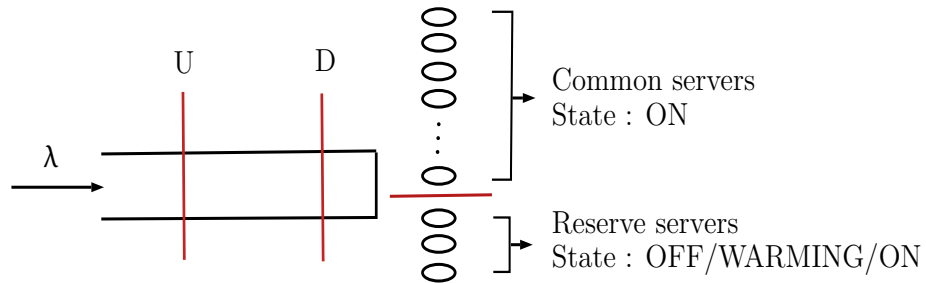 U
D
λ
Common servers
State : ON
Reserve servers
State : OFF/WARMING/ON